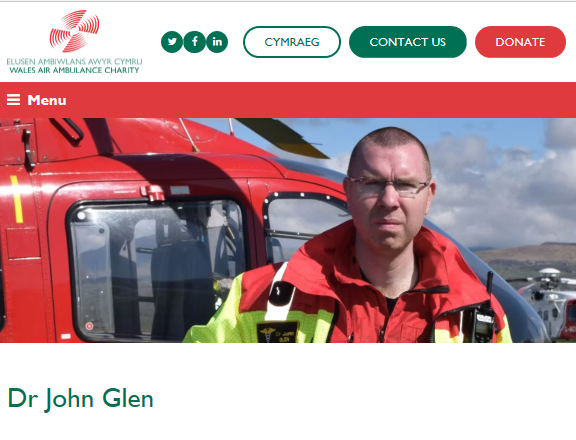 ELUSEN AMBIWLANS AWYR CYMRU
WALES AIR AMBULANCE CHARITY
CYMRAEG
CONTACT US
DONATE
Menu
Dr John Glen